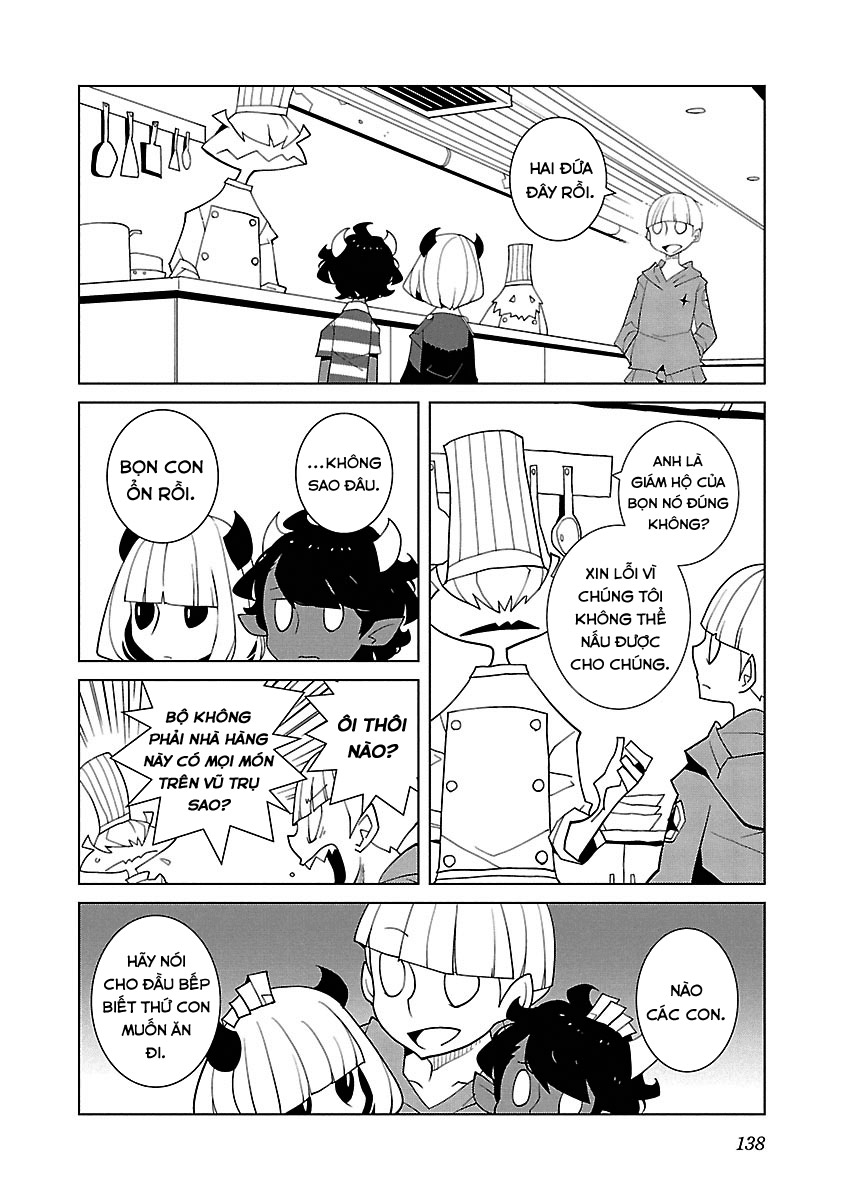 HAI ĐỨA
ĐÂY RỒI.
ANH LÀ
GIÁM HỘ CỦA
BỌN NÓ ĐÚNG
KHÔNG?
XIN LỖI VÌ
CHÚNG TÔI
KHÔNG THỂ
NẤU ĐƯỢC
CHO CHÚNG.
...KHÔNG
SAO ĐÂU.
BỌN CON
ỔN RỒI.
ÔI THÔI
NÀO?
BỘ KHÔNG
PHẢI NHÀ HÀNG
NÀY CÓ MỌI MÓN
TRÊN VŨ TRỤ
SAO?
NÀO
CÁC CON.
HÃY NÓI
CHO ĐẦU BẾP
BIẾT THỨ CON
MUỐN ĂN
ĐI.
138